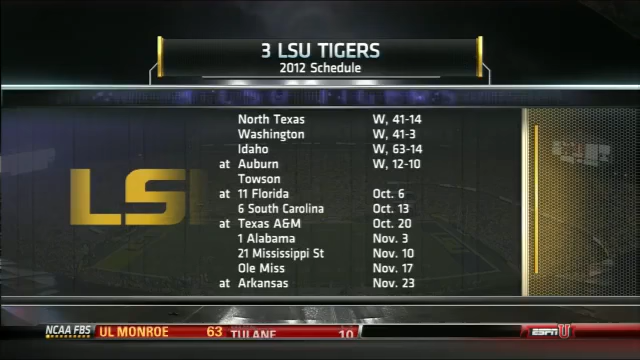 3 LSU TIGERS
2012 Schedule
North Texas W, 41-14
Washington W, 41-3
Idaho W, 63-14
at Auburn W, 12-10
Towson
at 11 Florida Oct. 6
6 South Carolina Oct. 13
at Texas A&M Oct. 20
1 Alabama Nov. 3
21 Mississippi St Nov. 10
Ole Miss Nov. 17
at Arkansas Nov. 23
LSU
NCAA FBS UL MONROE 63 TULANE 10 ESPN U